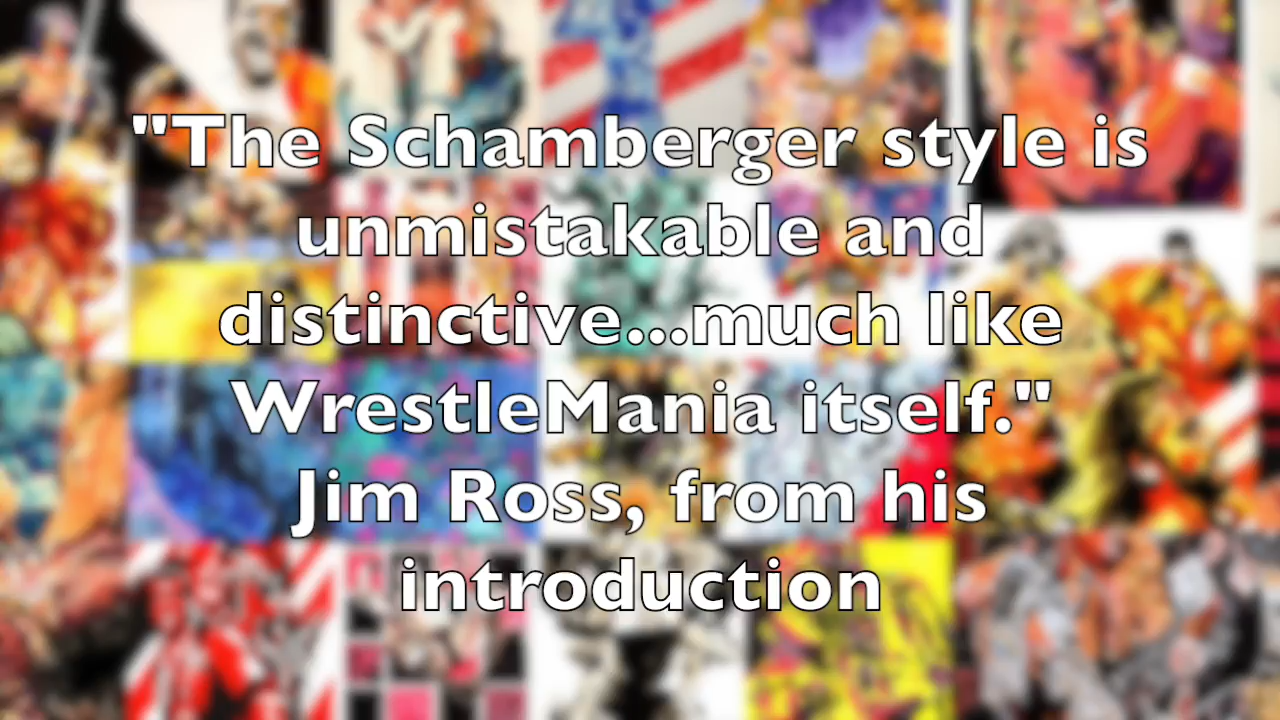 "The Schamberger style is
unmistakable and
distinctive...much like
WrestleMania itself."
Jim Ross, from his
introduction